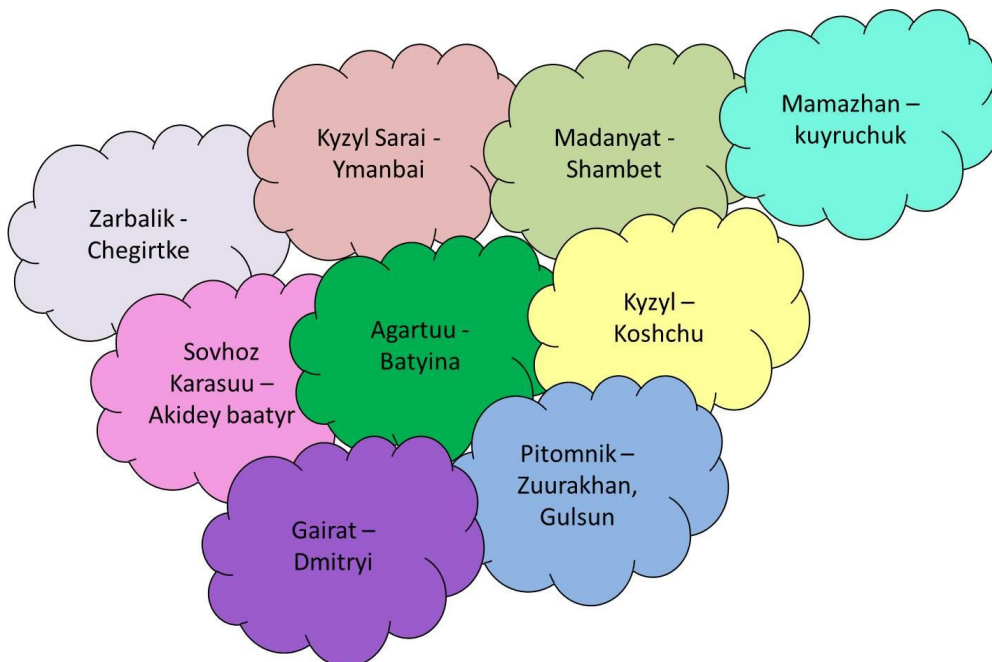 Mamazhan –
kuyruchuk
Kyzyl Sarai -
Ymanbai
Madanyat -
Shambet
Zarbalik -
Chegirtke
Kyzyl –
Koshchu
Agartuu -
Batyina
Sovhoz
Karasuu –
Akidey baatyr
Pitomnik –
Zuurakhan,
Gulsun
Gairat –
Dmitryi